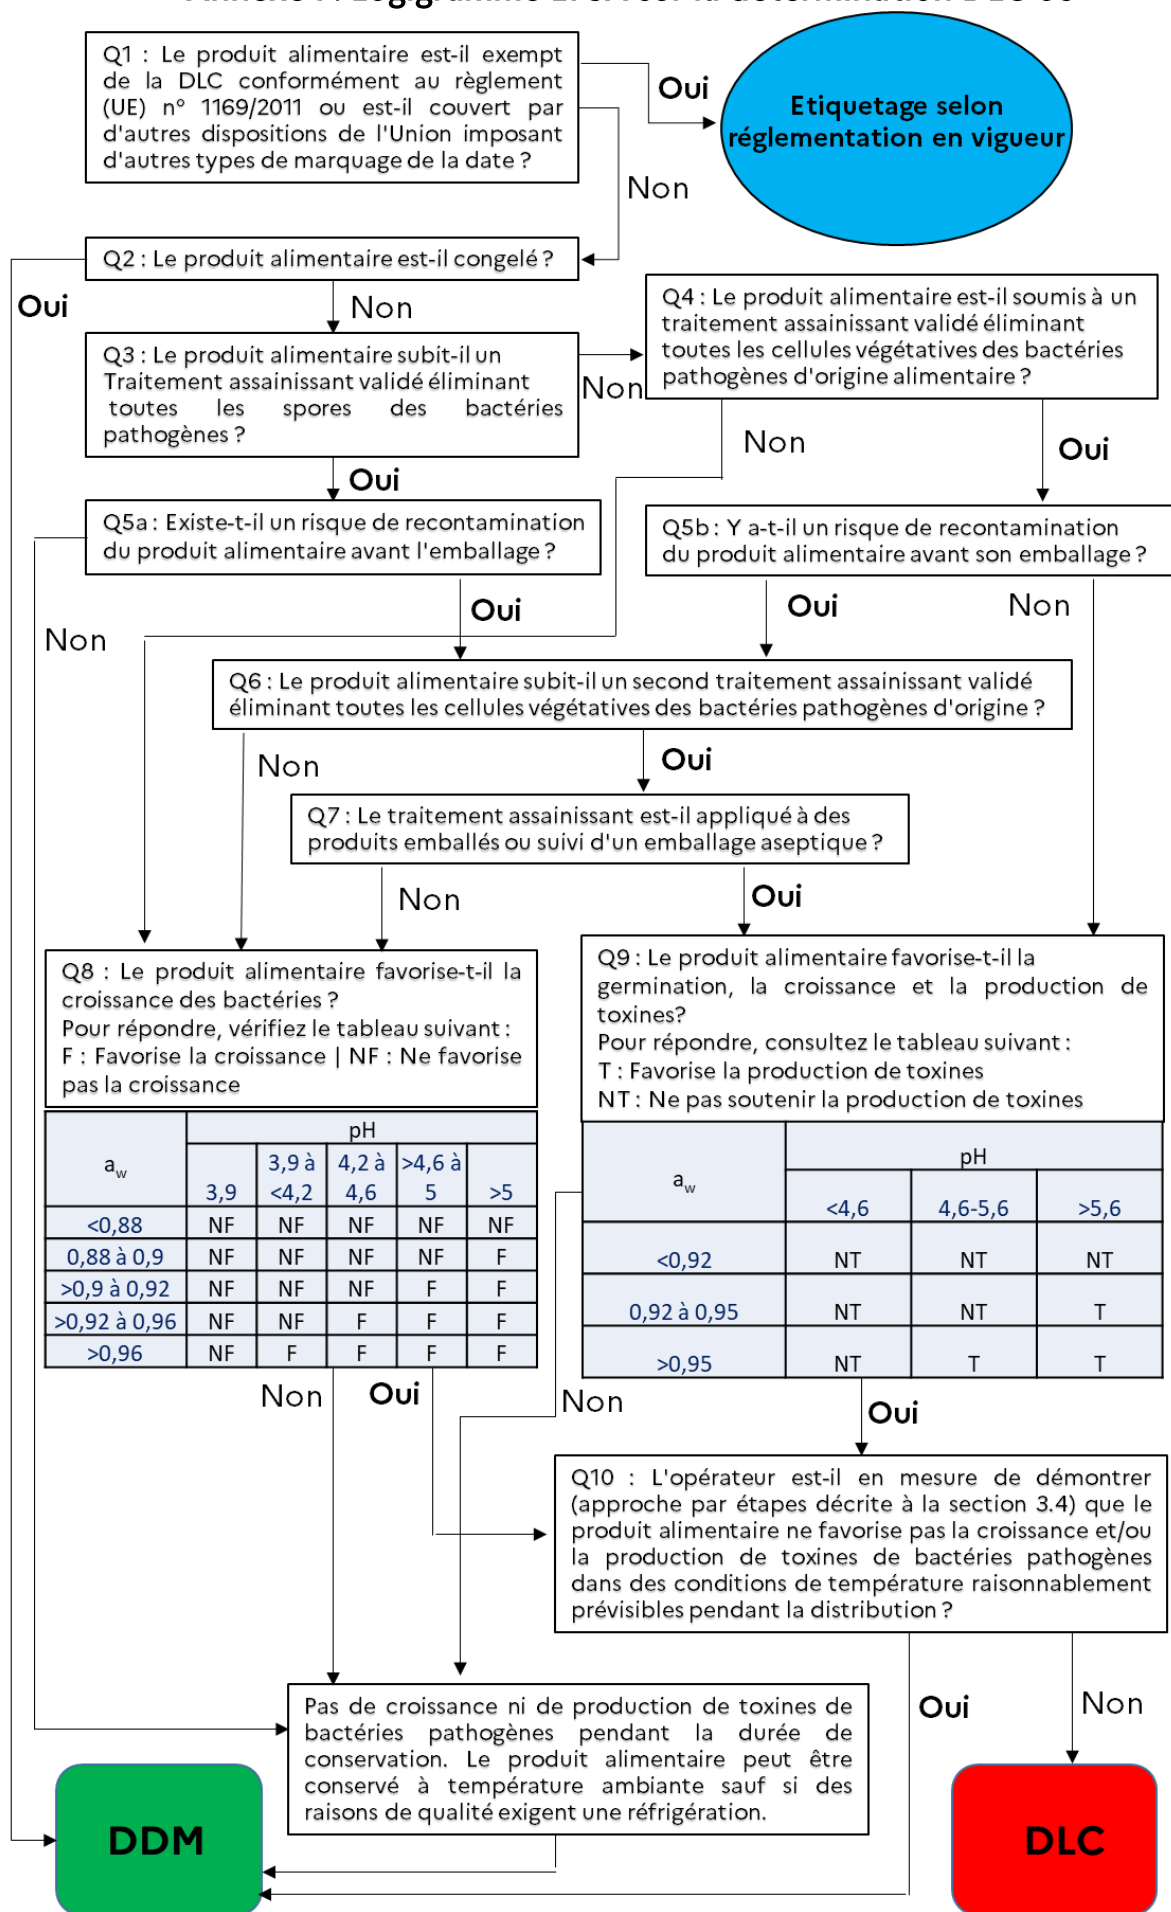 Q1 : Le produit alimentaire est-il exempt
de la DLC conformément au règlement
(UE) n° 1169/2011 ou est-il couvert par
d'autres dispositions de l'Union imposant
d'autres types de marquage de la date ?
Oui
Etiquetage selon
réglementation en vigueur
Non
Q2 : Le produit alimentaire est-il congelé ?
Oui
Non
Q3 : Le produit alimentaire subit-il un
Traitement assainissant validé éliminant
toutes les spores des bactéries
pathogènes ?
Non
Q4 : Le produit alimentaire est-il soumis à un
traitement assainissant validé éliminant
toutes les cellules végétatives des bactéries
pathogènes d'origine alimentaire ?
Non
Oui
Oui
Q5a : Existe-t-il un risque de recontamination
du produit alimentaire avant l'emballage ?
Q5b : Y a-t-il un risque de recontamination
du produit alimentaire avant son emballage ?
Non
Oui
Oui
Non
Q6 : Le produit alimentaire subit-il un second traitement assainissant validé
éliminant toutes les cellules végétatives des bactéries pathogènes d'origine ?
Non
Oui
Q7 : Le traitement assainissant est-il appliqué à des
produits emballés ou suivi d'un emballage aseptique ?
Non
Oui
Q8 : Le produit alimentaire favorise-t-il la
croissance des bactéries ?
Pour répondre, vérifiez le tableau suivant :
F : Favorise la croissance | NF : Ne favorise
pas la croissance
aw pH
3,9 3,9 à <4,2 4,2 à 4,6 >4,6 à 5 >5
<0,88 NF NF NF NF NF
0,88 à 0,9 NF NF NF NF F
>0,9 à 0,92 NF NF NF F F
>0,92 à 0,96 NF NF F F F
>0,96 NF F F F F
Q9 : Le produit alimentaire favorise-t-il la
germination, la croissance et la production de
toxines?
Pour répondre, consultez le tableau suivant :
T : Favorise la production de toxines
NT : Ne pas soutenir la production de toxines
aw pH
<4,6 4,6-5,6 >5,6
<0,92 NT NT NT
0,92 à 0,95 NT NT T
>0,95 NT T T
Non
Oui
Non
Oui
Q10 : L'opérateur est-il en mesure de démontrer
(approche par étapes décrite à la section 3.4) que le
produit alimentaire ne favorise pas la croissance et/ou
la production de toxines de bactéries pathogènes
dans des conditions de température raisonnablement
prévisibles pendant la distribution ?
Oui
Non
Pas de croissance ni de production de toxines de
bactéries pathogènes pendant la durée de
conservation. Le produit alimentaire peut être
conservé à température ambiante sauf si des
raisons de qualité exigent une réfrigération.
DDM
DLC